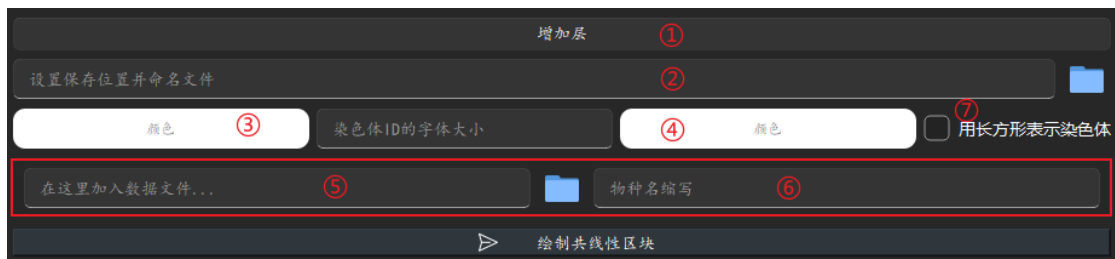 增加层 ①
设置保存位置并命名文件 ②
⑦
颜色 ③ 染色体ID的字体大小 ④ 颜色 用长方形表示染色体
在这里加入数据文件... ⑤ 物种名缩写 ⑥
绘制共线性区块